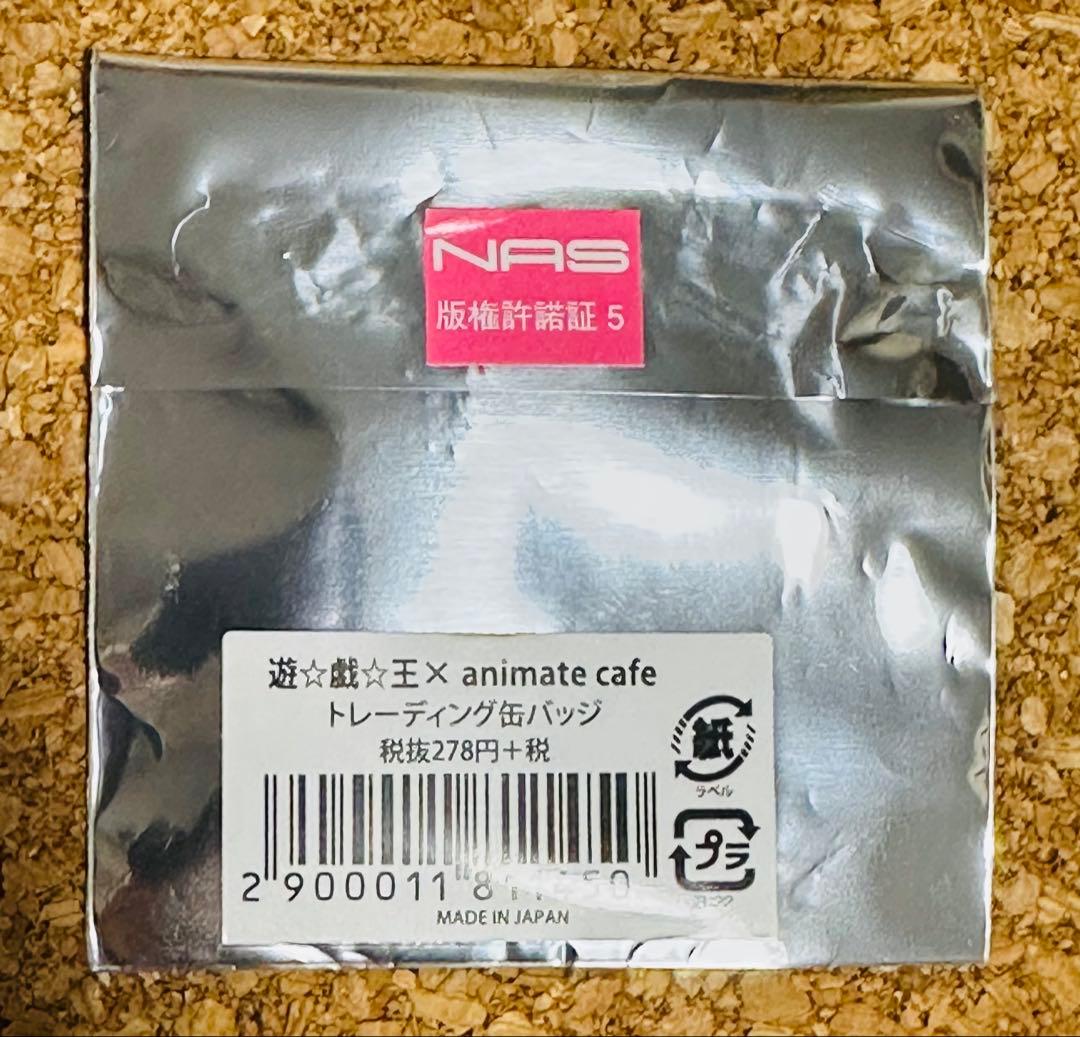 NAS
版権許諾証 5
遊☆戯☆王× animate cafe
トレーディング缶バッジ
税抜278円+税
紙
ラベル
プラ
2 900011
MADE IN JAPAN